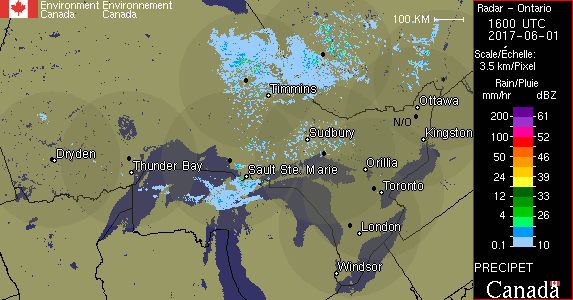 Environment Environnement
Canada Canada
100 KM
Radar - Ontario
1600 UTC
2017-06-01
Scale/Échelle:
3.5 km/Pixel
Rain/Pluie
mm/hr dBZ
200 61
100 52
50 46
24 39
12 33
4 26
0.1 10
PRECIPET
Canada
Timmins
Ottawa
N/O
Sudbury
Kingston
Dryden
Thunder Bay
Sault Ste. Marie
Orillia
Toronto
London
Windsor